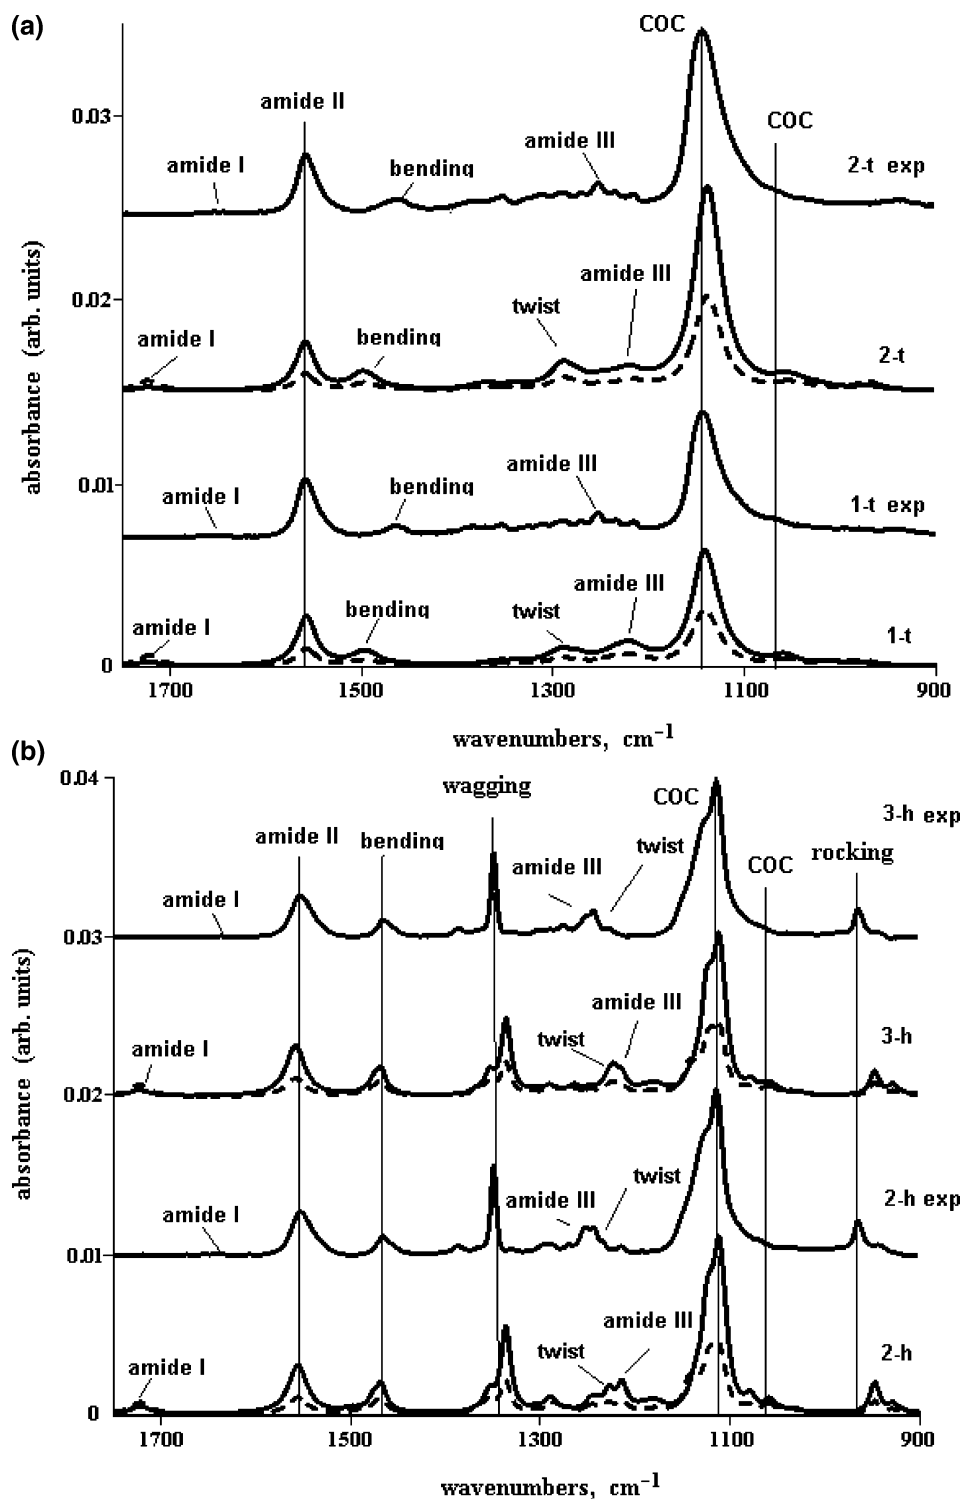 (a)
COC
amide II
COC
0.03
amide III
amide I
bending
2-t exp
amide III
0.02
twist
bending
amide I
2-t
amide III
0.01
bending
amide I
1-t exp
amide III
twist
bending
amide I
1-t
0
1700 1500 1300 1100 900
wavenumbers, cm−1
absorbance (arb. units)
(b)
0.04
wagging
COC
3-h exp
amide II
bending
twist
rocking
amide III
COC
amide I
0.03
amide III
3-h
twist
amide I
0.02
twist
2-h exp
amide III
amide I
0.01
amide III
2-h
twist
amide I
0
1700 1500 1300 1100 900
wavenumbers, cm−1
absorbance (arb. units)